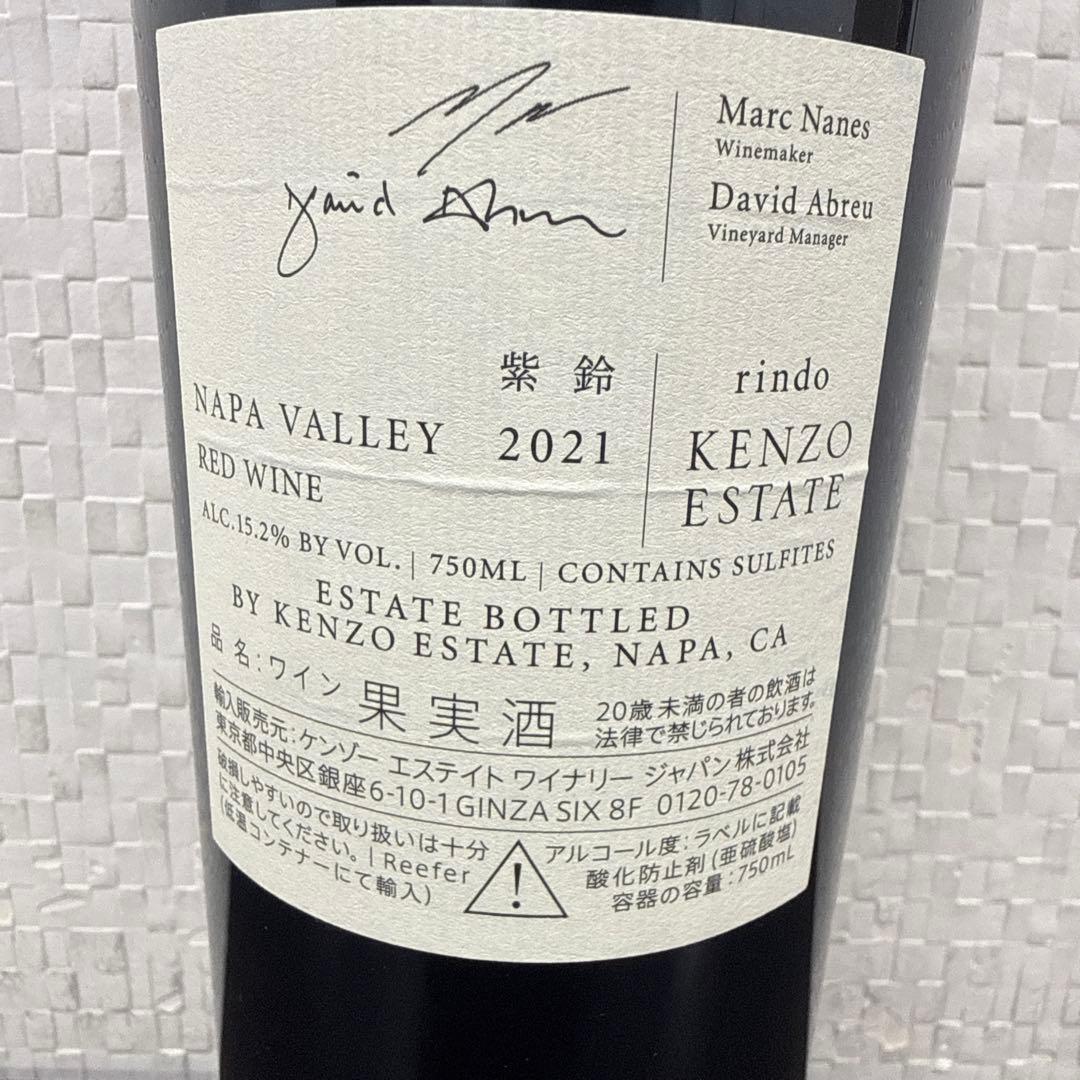 David Abreu
Marc Nanes
Winemaker
David Abreu
Vineyard Manager
紫鈴
rindo
NAPA VALLEY 2021
RED WINE
KENZO
ESTATE
ALC.15.2% BY VOL. | 750ML | CONTAINS SULFITES
ESTATE BOTTLED
BY KENZO ESTATE, NAPA, CA
品名:ワイン 果実酒
20歳未満の者の飲酒は
法律で禁じられております。
輸入販売元:ケンゾー エステイト ワイナリー ジャパン株式会社
東京都中央区銀座6-10-1GINZA SIX 8F 0120-78-0105
破損しやすいので取り扱いは十分
に注意してください。| Reefer
(低温コンテナーにて輸入)
!
アルコール度:ラベルに記載
酸化防止剤(亜硫酸塩)
容器の容量:750mL